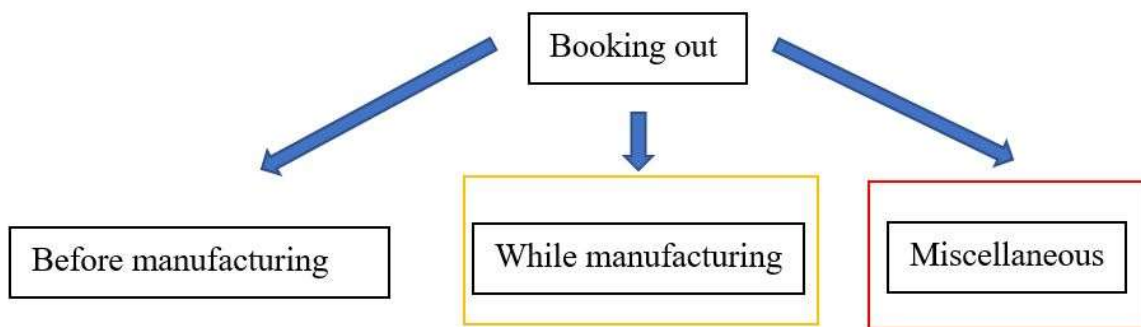 Booking out
Before manufacturing
While manufacturing
Miscellaneous